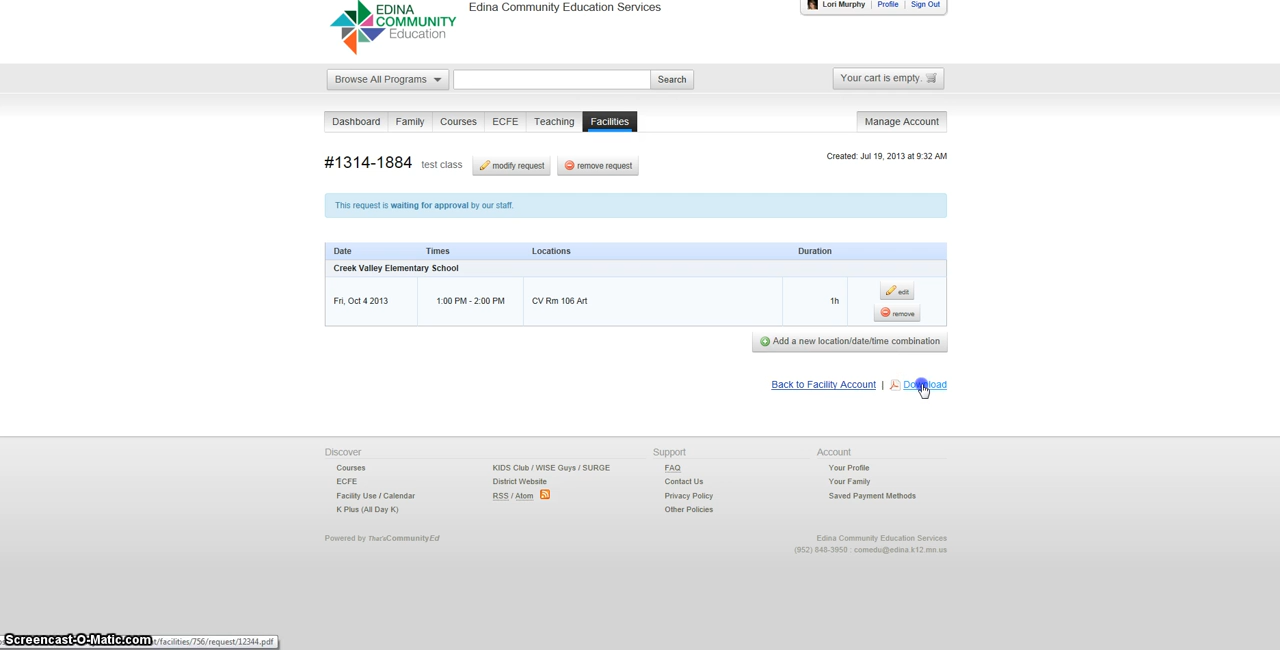 EDINA
COMMUNITY
Education
Edina Community Education Services
Lori Murphy | Profile | Sign Out
Browse All Programs
Search
Your cart is empty.
Dashboard Family Courses ECFE Teaching Facilities Manage Account
#1314-1884 test class modify request remove request
Created: Jul 19, 2013 at 9:32 AM
This request is waiting for approval by our staff.
Date Times Locations Duration
Creek Valley Elementary School
Fri, Oct 4 2013 1:00 PM - 2:00 PM CV Rm 106 Art 1h
edit
remove
Add a new location/date/time combination
Back to Facility Account | Download
Discover Support Account
Courses KIDS Club / WISE Guys / SURGE FAQ Your Profile
ECFE District Website Contact Us Your Family
Facility Use / Calendar RSS / Atom Privacy Policy Saved Payment Methods
K Plus (All Day K) Other Policies
Powered by That'sCommunityEd Edina Community Education Services
(952) 848-3950 : comedu@edina.k12.mn.us
Screencast-O-Matic.com t/facilities/756/request/12344.pdf